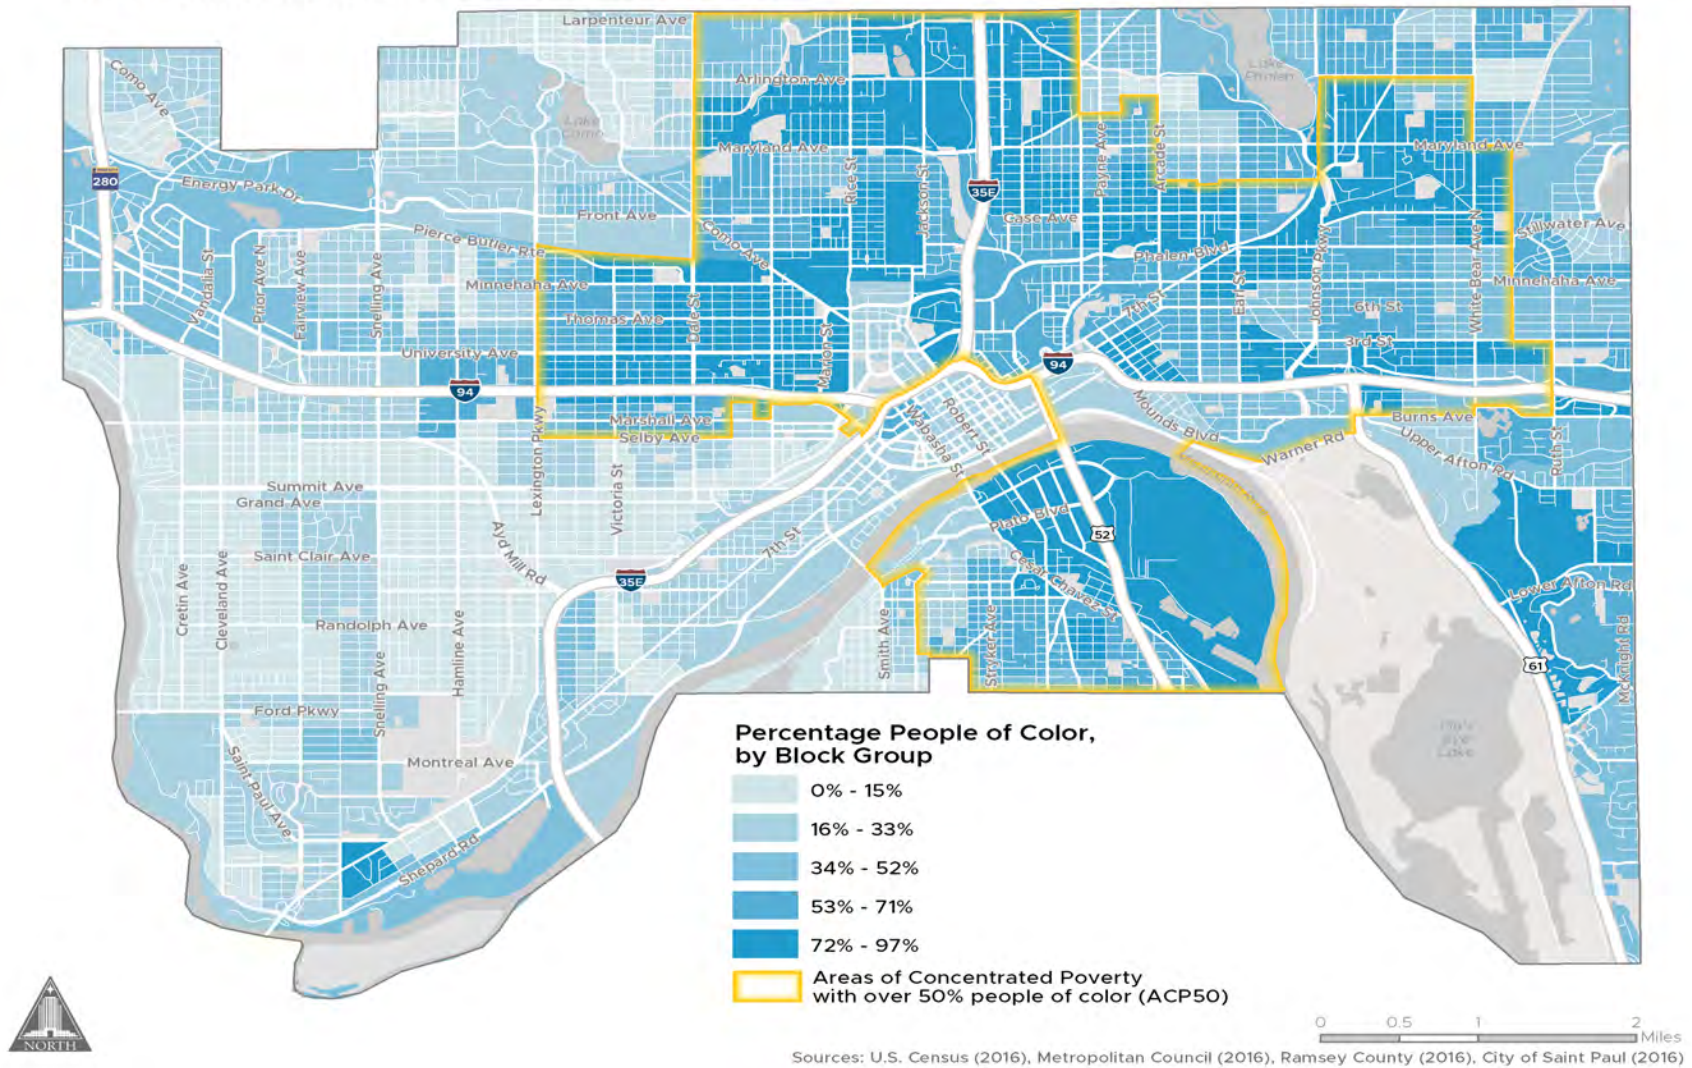 Larpenteur Ave
Como Ave
Arlington Ave
Lake
Phalen
Lake
Como
Maryland Ave
Maryland Ave
280
Energy Park Dr
Rice St
Jackson St
35E
Payne Ave
Arcade St
Front Ave
Case Ave
Como Ave
Stillwater Ave
Pierce Butler Rte
Phalen Blvd
Johnson Pkwy
White Bear Ave N
Vandalia St
Prior Ave N
Fairview Ave
Snelling Ave
Minnehaha Ave
Minnehaha Ave
Dale St
7th St
Earl St
6th St
Thomas Ave
Marion St
3rd St
University Ave
94
94
Lexington Pkwy
Marshall Ave
Selby Ave
Wabasha St
Robert St
Mounds Blvd
Burns Ave
Warner Rd
Upper Afton Rd
Ruth St
Summit Ave
Grand Ave
Victoria St
Ayd Mill Rd
7th St
Plato Blvd
52
Saint Clair Ave
Cretin Ave
Cleveland Ave
35E
Cesar Chavez St
Lower Afton Rd
Randolph Ave
Hamline Ave
Smith Ave
Stryker Ave
McKnight Rd
61
Snelling Ave
Ford Pkwy
Pig's
Eye
Lake
Saint Paul Ave
Montreal Ave
Shepard Rd
Percentage People of Color,
by Block Group
0% - 15%
16% - 33%
34% - 52%
53% - 71%
72% - 97%
Areas of Concentrated Poverty
with over 50% people of color (ACP50)
NORTH
0 0.5 1 2
Miles
Sources: U.S. Census (2016), Metropolitan Council (2016), Ramsey County (2016), City of Saint Paul (2016)